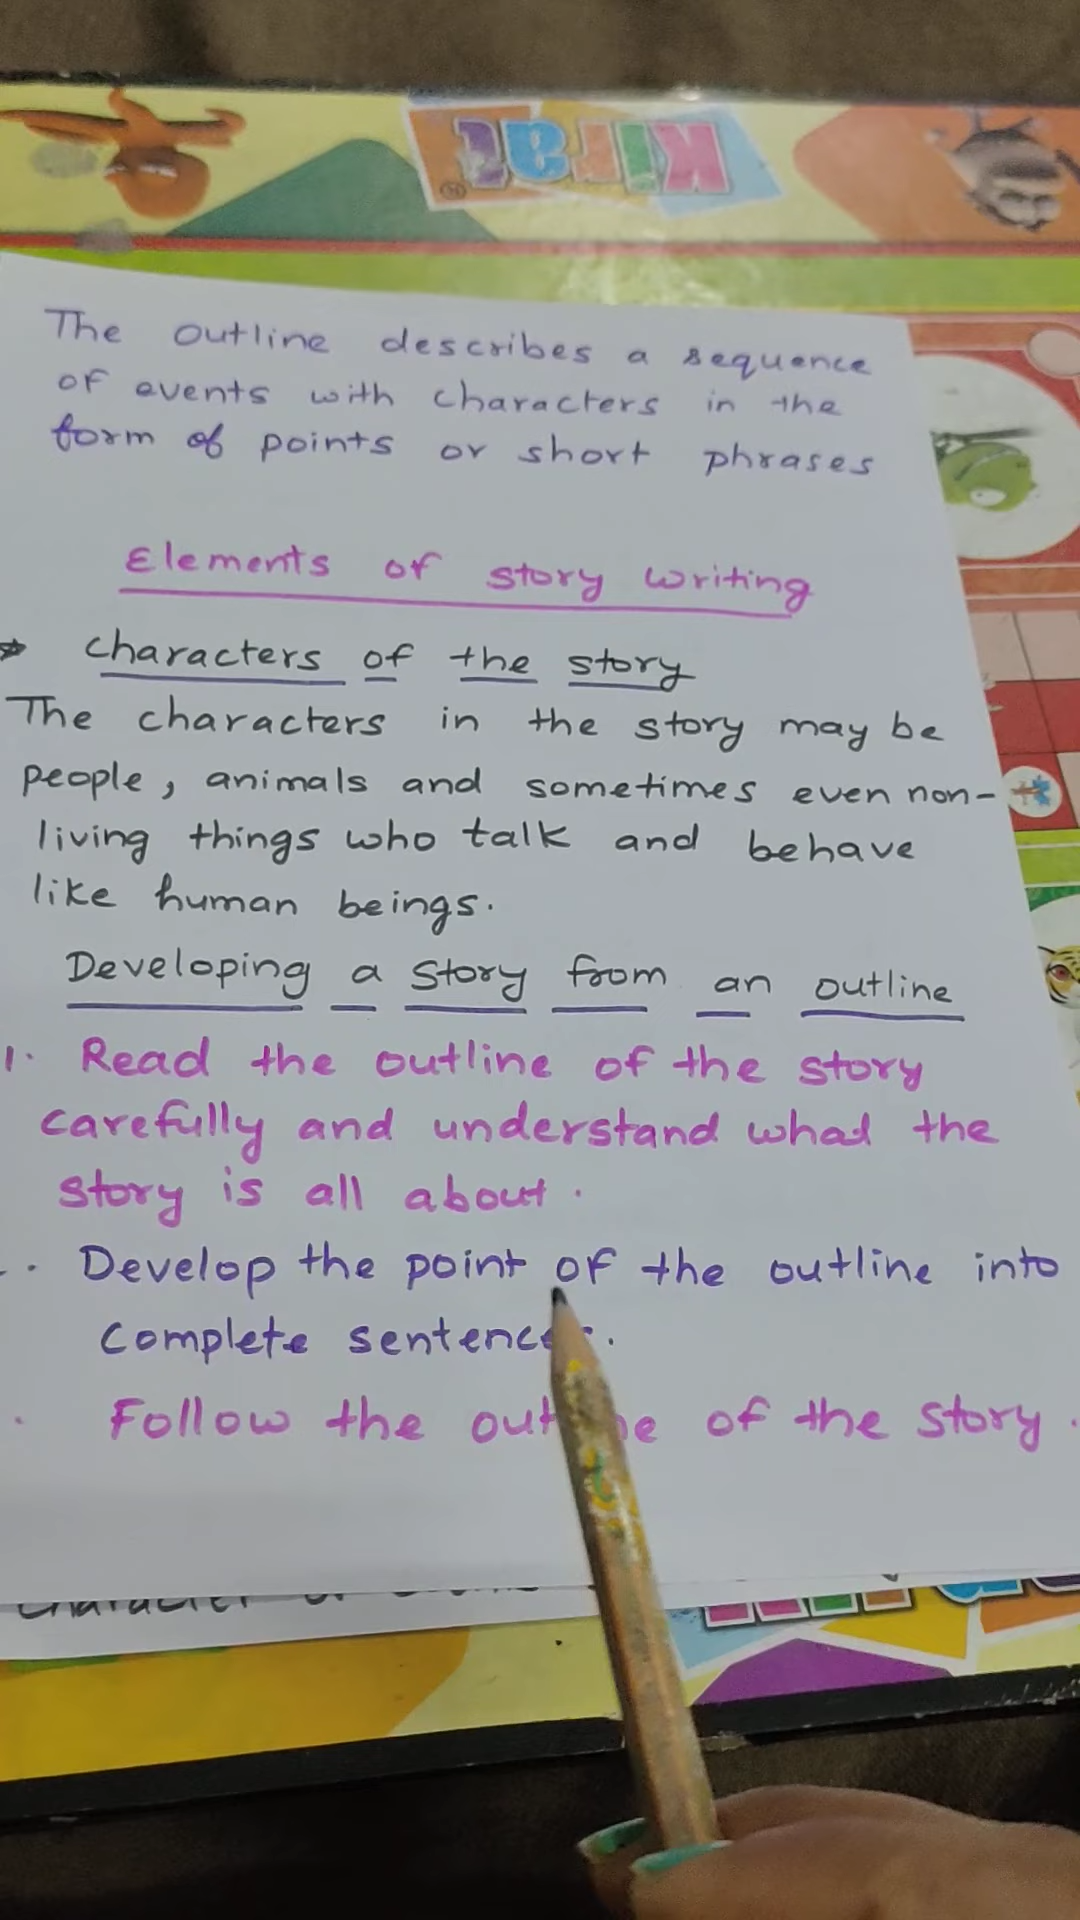 The outline describes a sequence
of events with characters in the
form of points or short phrases
Elements of story writing
* characters of the story
The characters in the story may be
people, animals and sometimes even non-
living things who talk and behave
like human beings.
Developing a story from an outline
1. Read the outline of the story
carefully and understand what the
story is all about.
Develop the point of the outline into
complete sentences.
Follow the outline of the story.
character of